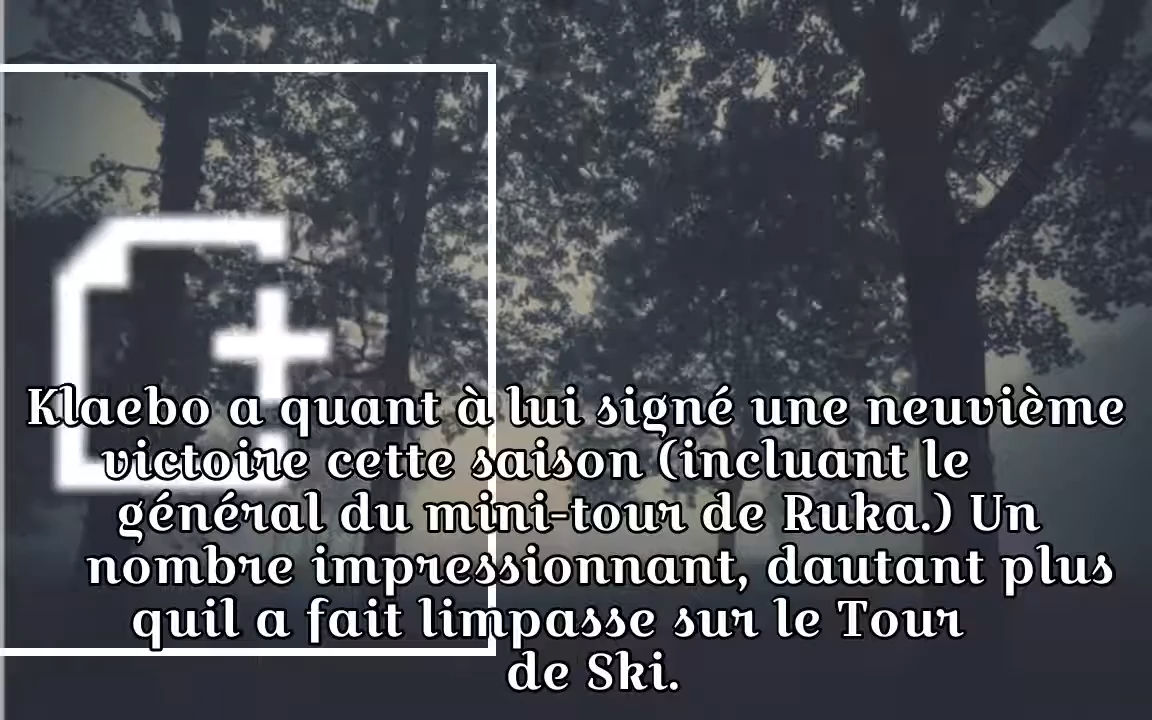 Klaebo a quant à lui signé une neuvième
victoire cette saison (incluant le
général du mini-tour de Ruka.) Un
nombre impressionnant, dautant plus
quil a fait limpasse sur le Tour
de Ski.